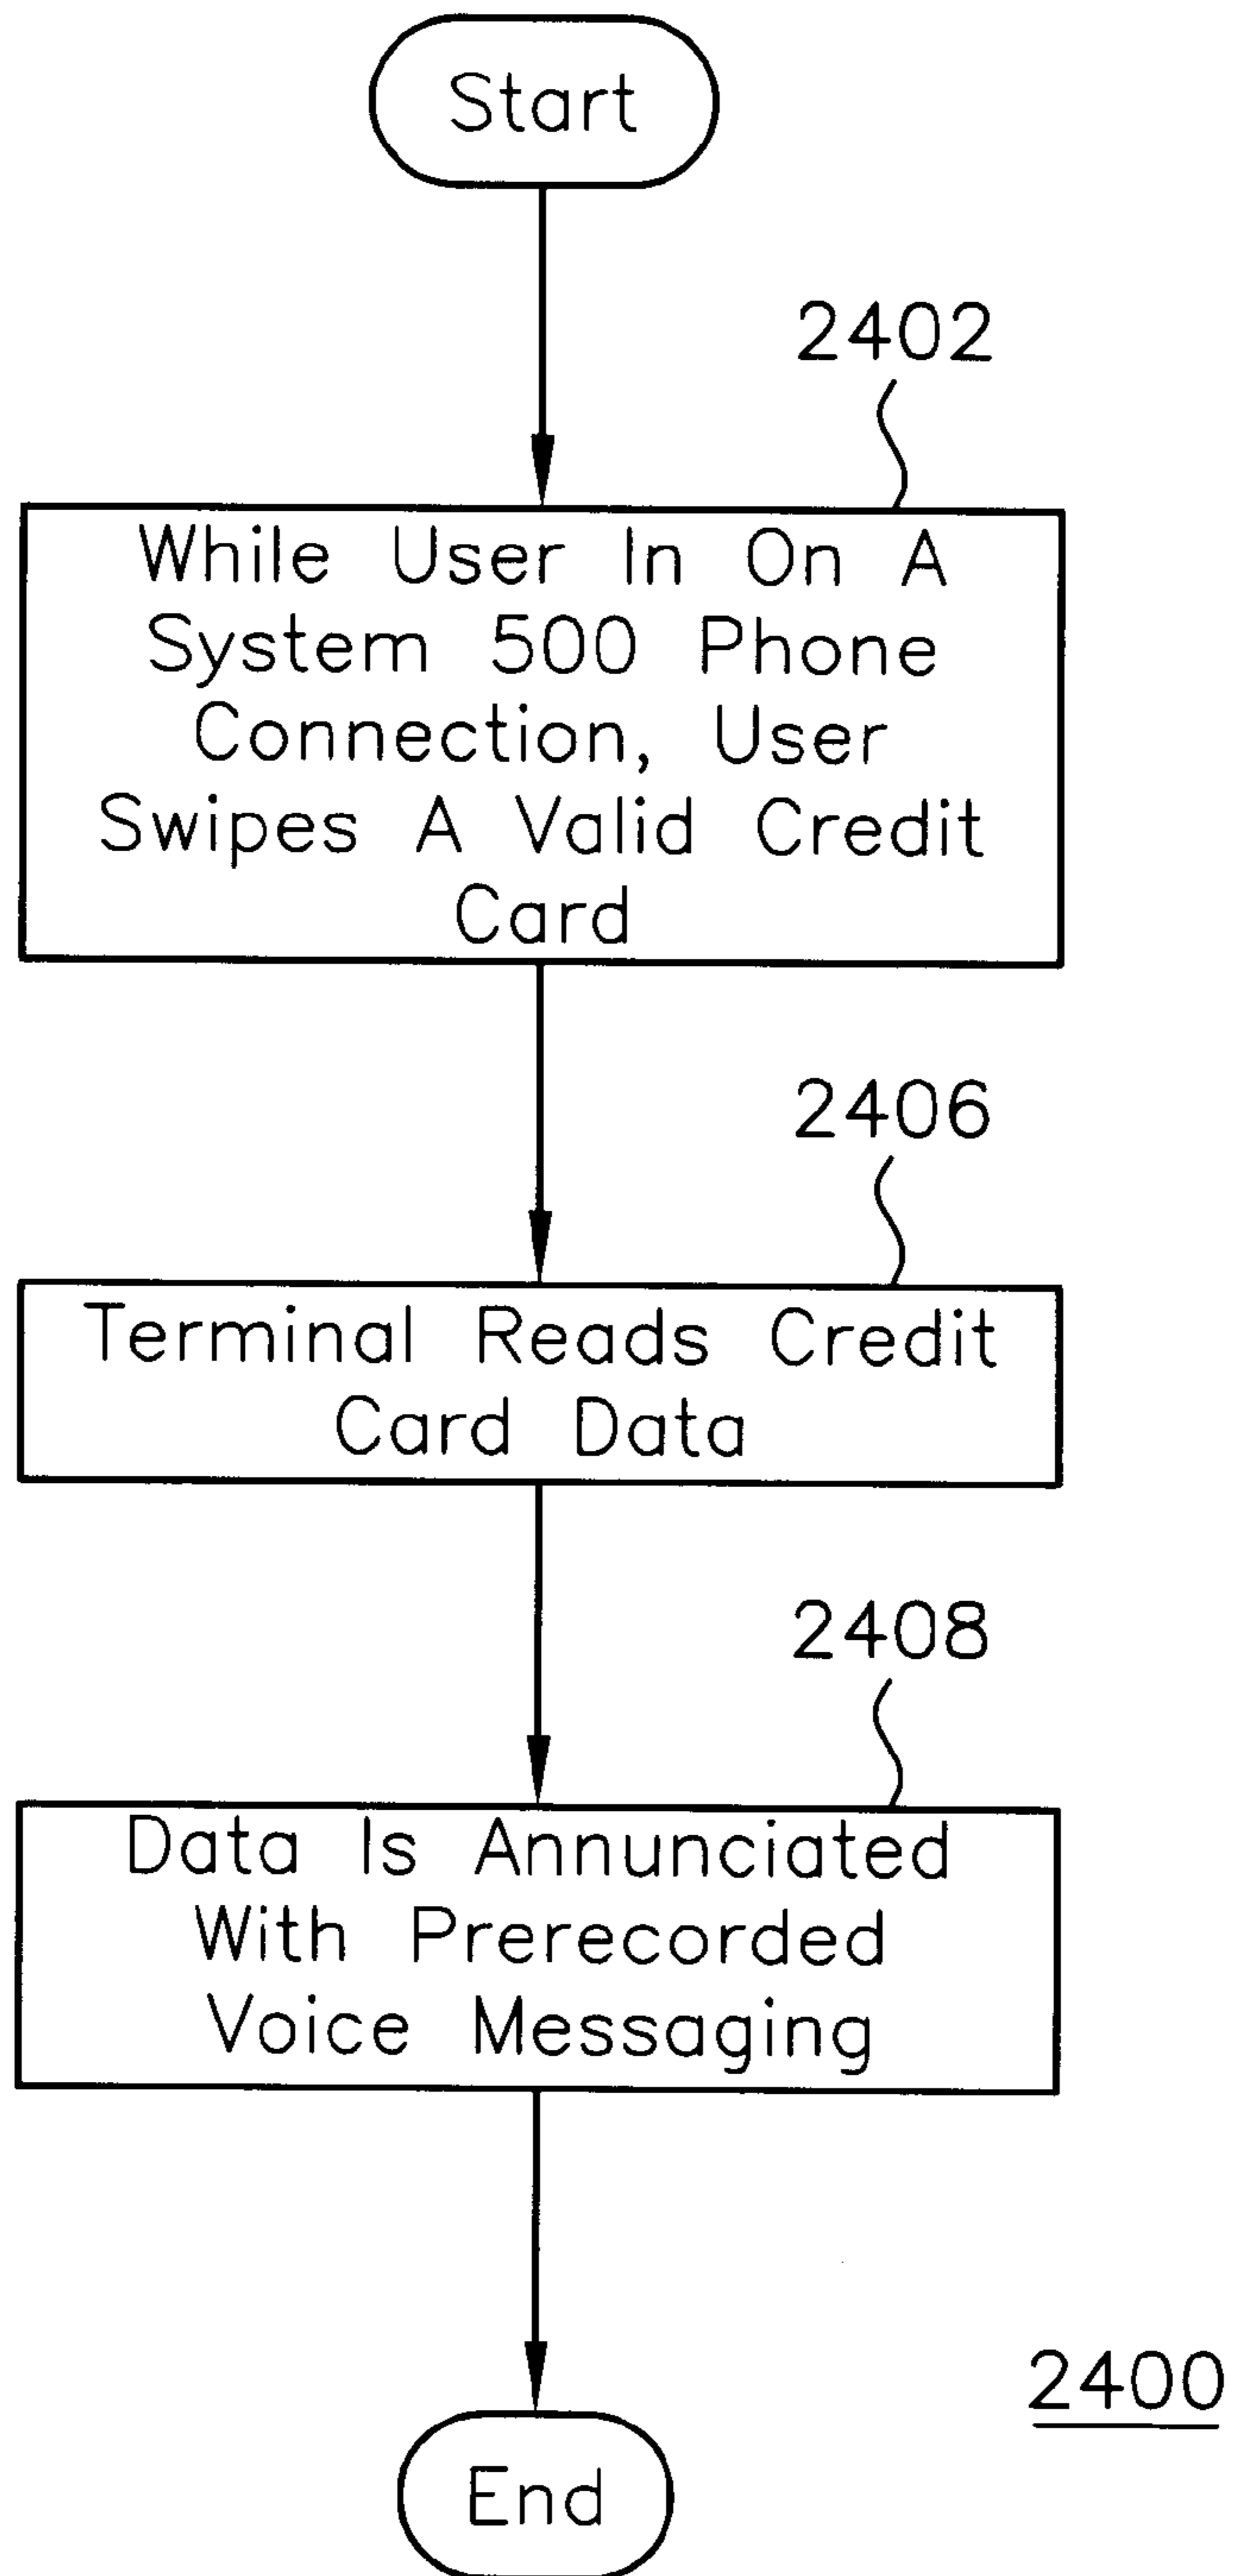 Start
2402
While User In On A
System 500 Phone
Connection, User
Swipes A Valid Credit
Card
2406
Terminal Reads Credit
Card Data
2408
Data Is Annunciated
With Prerecorded
Voice Messaging
2400
End